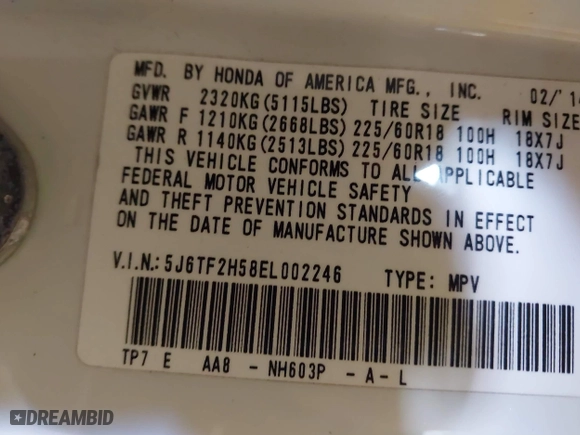 MFD. BY HONDA OF AMERICA MFG., INC. 02/'14
GVWR 2320KG(5115LBS) TIRE SIZE RIM SIZE
GAWR F 1210KG(2668LBS) 225/60R18 100H 18X7J
GAWR R 1140KG(2513LBS) 225/60R18 100H 18X7J
THIS VEHICLE CONFORMS TO ALL APPLICABLE
FEDERAL MOTOR VEHICLE SAFETY
AND THEFT PREVENTION STANDARDS IN EFFECT
ON THE DATE OF MANUFACTURE SHOWN ABOVE.
V.I.N.: 5J6TF2H58EL002246 TYPE: MPV
TP7 E AA8 - NH603P - A - L
DREAMBID